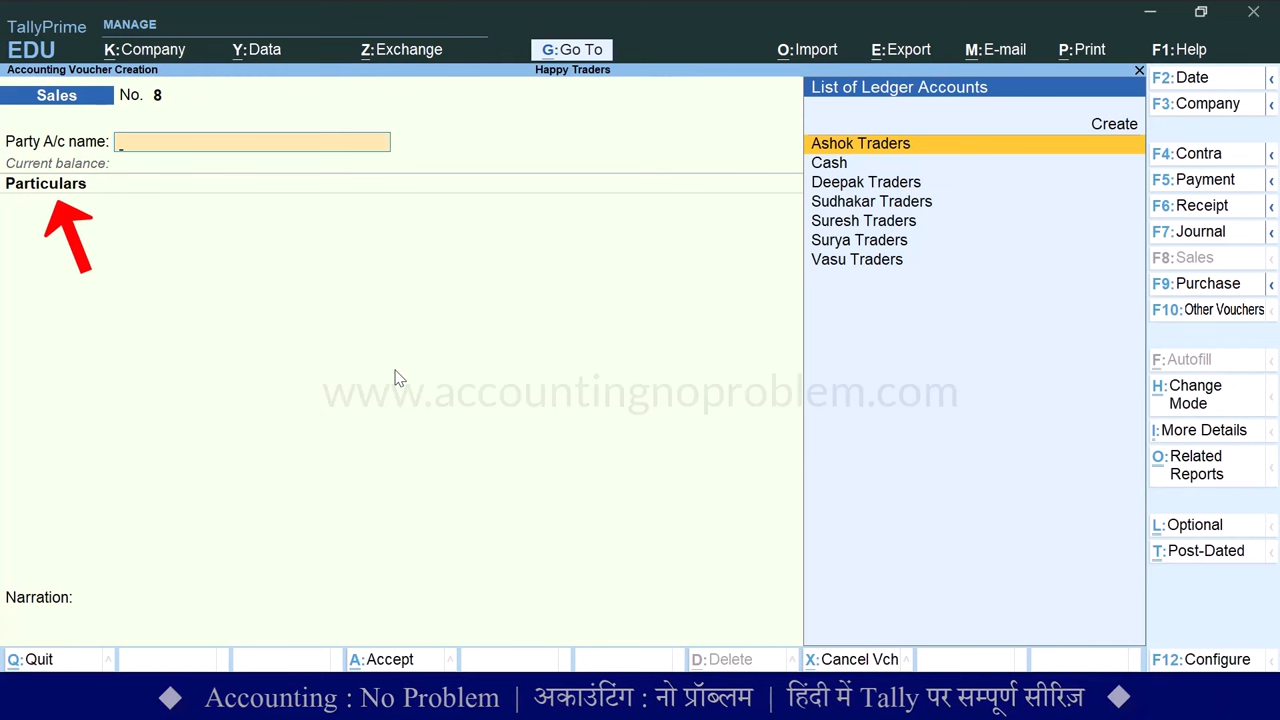 TallyPrime
EDU
MANAGE
K:Company Y:Data Z:Exchange G:Go To O:Import E:Export M:E-mail P:Print F1:Help
Accounting Voucher Creation Happy Traders
Sales No. 8
Party A/c name:
Current balance:
Particulars
Narration:
List of Ledger Accounts
Create
Ashok Traders
Cash
Deepak Traders
Sudhakar Traders
Suresh Traders
Surya Traders
Vasu Traders
F2:Date
F3:Company
F4:Contra
F5:Payment
F6:Receipt
F7:Journal
F8:Sales
F9:Purchase
F10:Other Vouchers
F:Autofill
H:Change
Mode
I:More Details
O:Related
Reports
L:Optional
T:Post-Dated
www.accountingnoproblem.com
Q:Quit A:Accept D:Delete X:Cancel Vch F12:Configure
Accounting : No Problem | अकाउंटिंग : नो प्रॉब्लम | हिंदी में Tally पर सम्पूर्ण सीरिज़